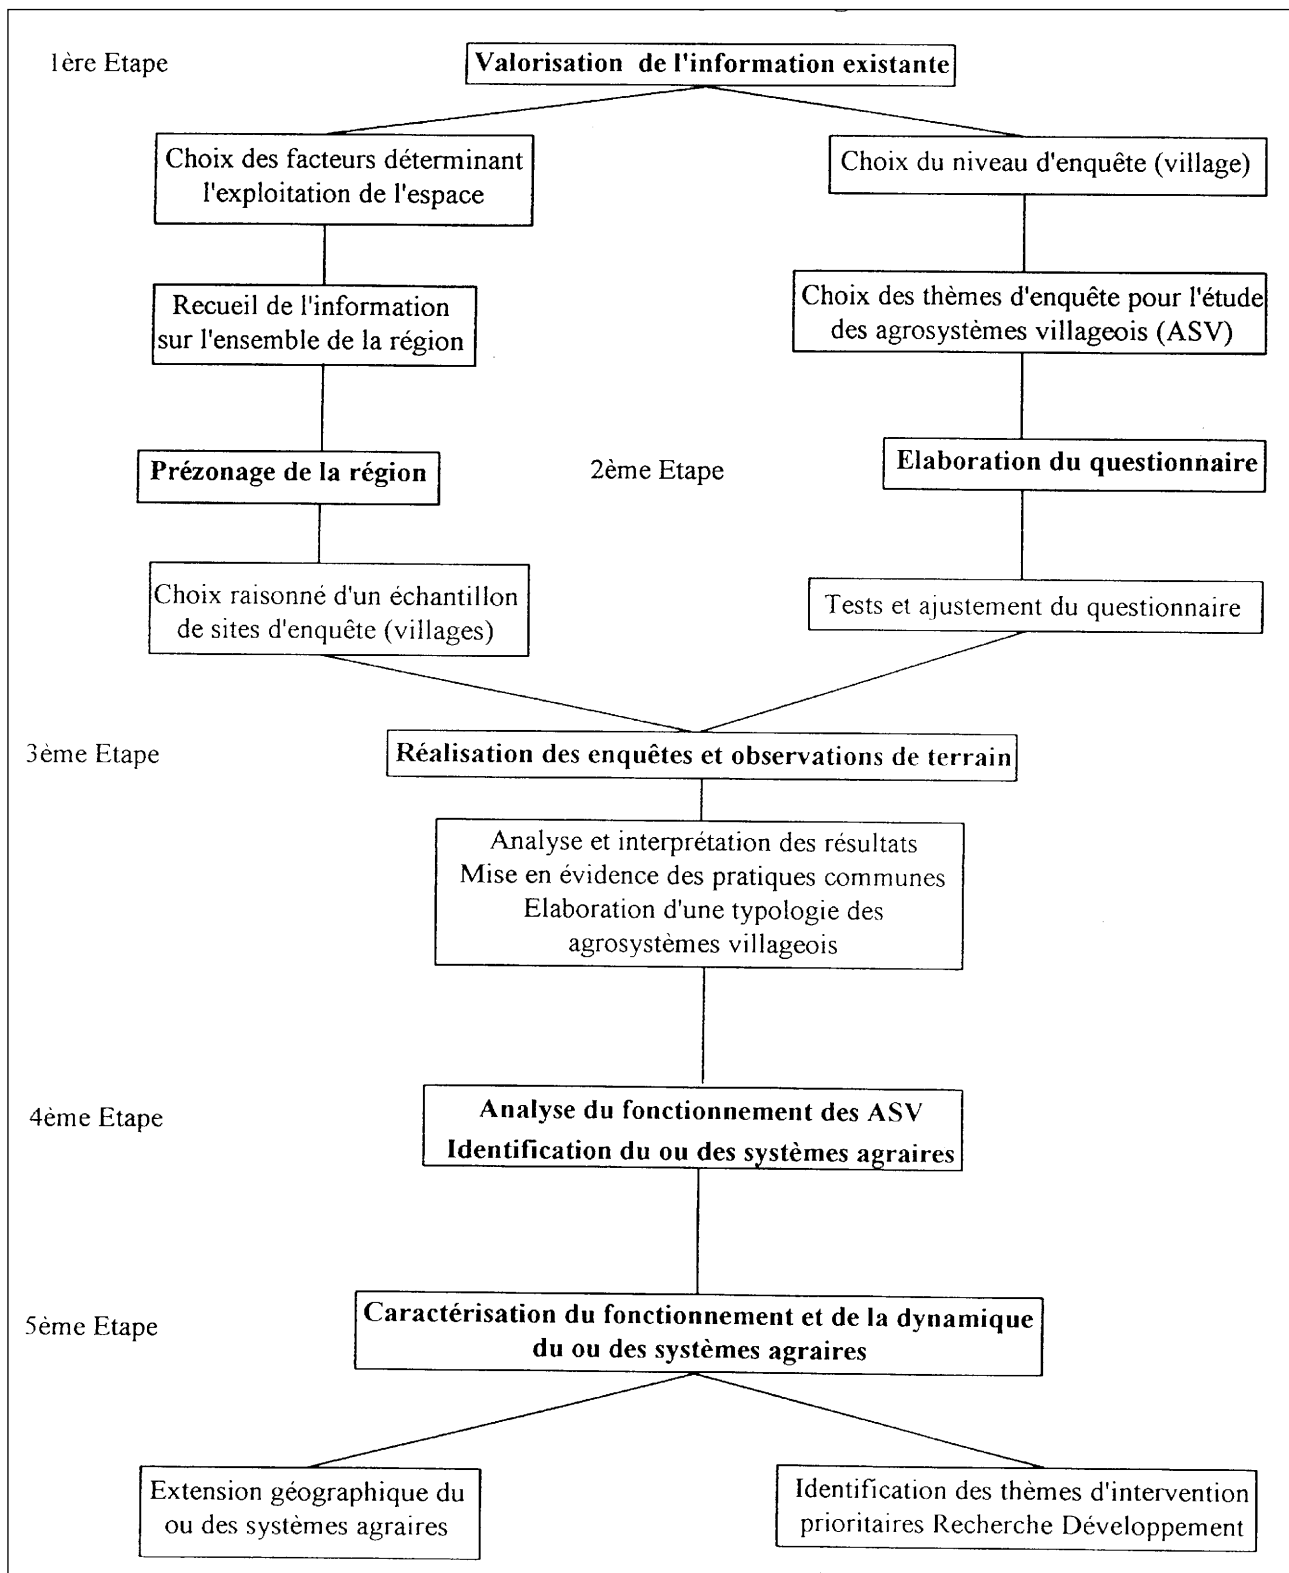 1ère Etape
Valorisation de l'information existante
Choix des facteurs déterminant
l'exploitation de l'espace
Choix du niveau d'enquête (village)
Recueil de l'information
sur l'ensemble de la région
Choix des thèmes d'enquête pour l'étude
des agrosystèmes villageois (ASV)
Prézonage de la région
2ème Etape
Elaboration du questionnaire
Choix raisonné d'un échantillon
de sites d'enquête (villages)
Tests et ajustement du questionnaire
3ème Etape
Réalisation des enquêtes et observations de terrain
Analyse et interprétation des résultats
Mise en évidence des pratiques communes
Elaboration d'une typologie des
agrosystèmes villageois
4ème Etape
Analyse du fonctionnement des ASV
Identification du ou des systèmes agraires
5ème Etape
Caractérisation du fonctionnement et de la dynamique
du ou des systèmes agraires
Extension géographique du
ou des systèmes agraires
Identification des thèmes d'intervention
prioritaires Recherche Développement